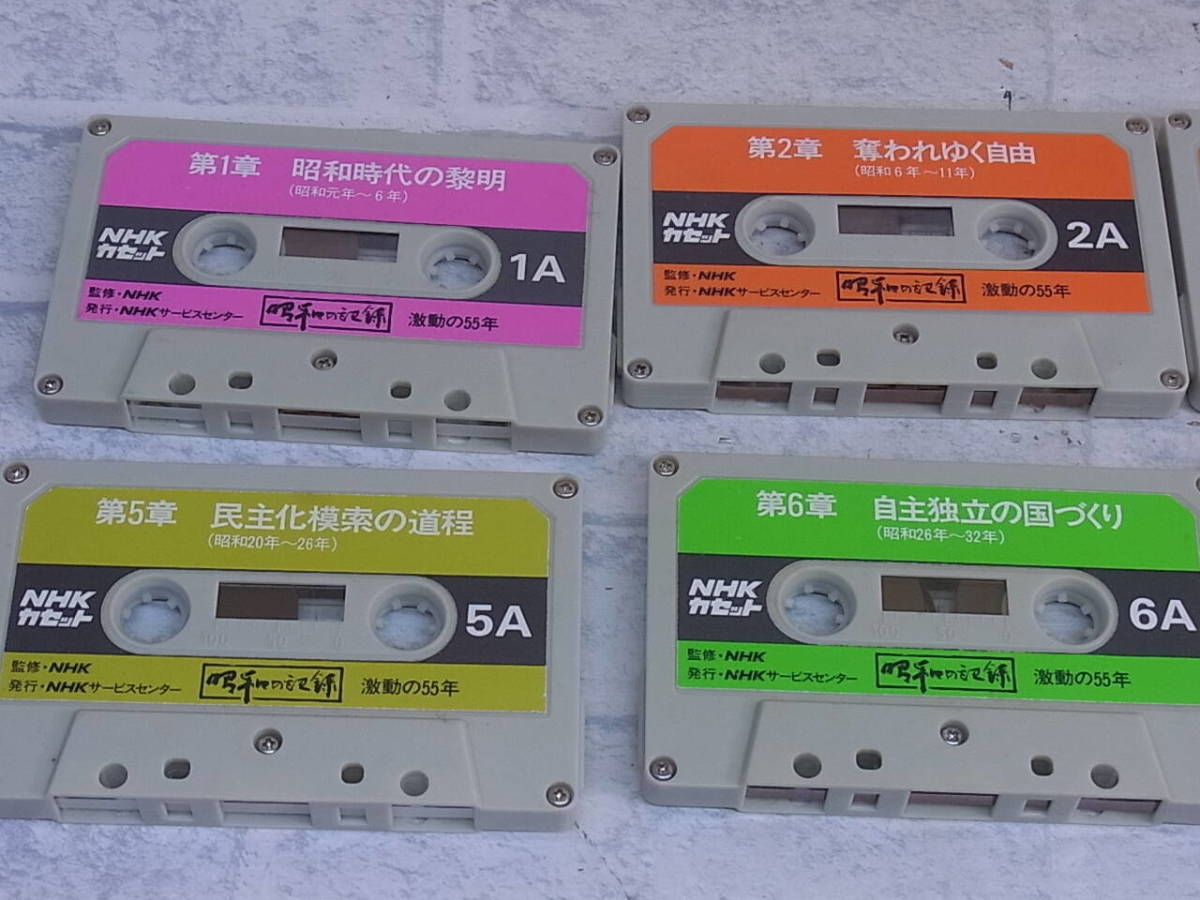 第1章 昭和時代の黎明
(昭和元年〜6年)
NHK
カセット
1A
監修・NHK
発行・NHKサービスセンター
昭和の記録 激動の55年
第2章 奪われゆく自由
(昭和6年〜11年)
NHK
カセット
2A
監修・NHK
発行・NHKサービスセンター
昭和の記録 激動の55年
第5章 民主化模索の道程
(昭和20年〜26年)
NHK
カセット
5A
100 50 0
監修・NHK
発行・NHKサービスセンター
昭和の記録 激動の55年
第6章 自主独立の国づくり
(昭和26年〜32年)
NHK
カセット
6A
100 50 0
監修・NHK
発行・NHKサービスセンター
昭和の記録 激動の55年